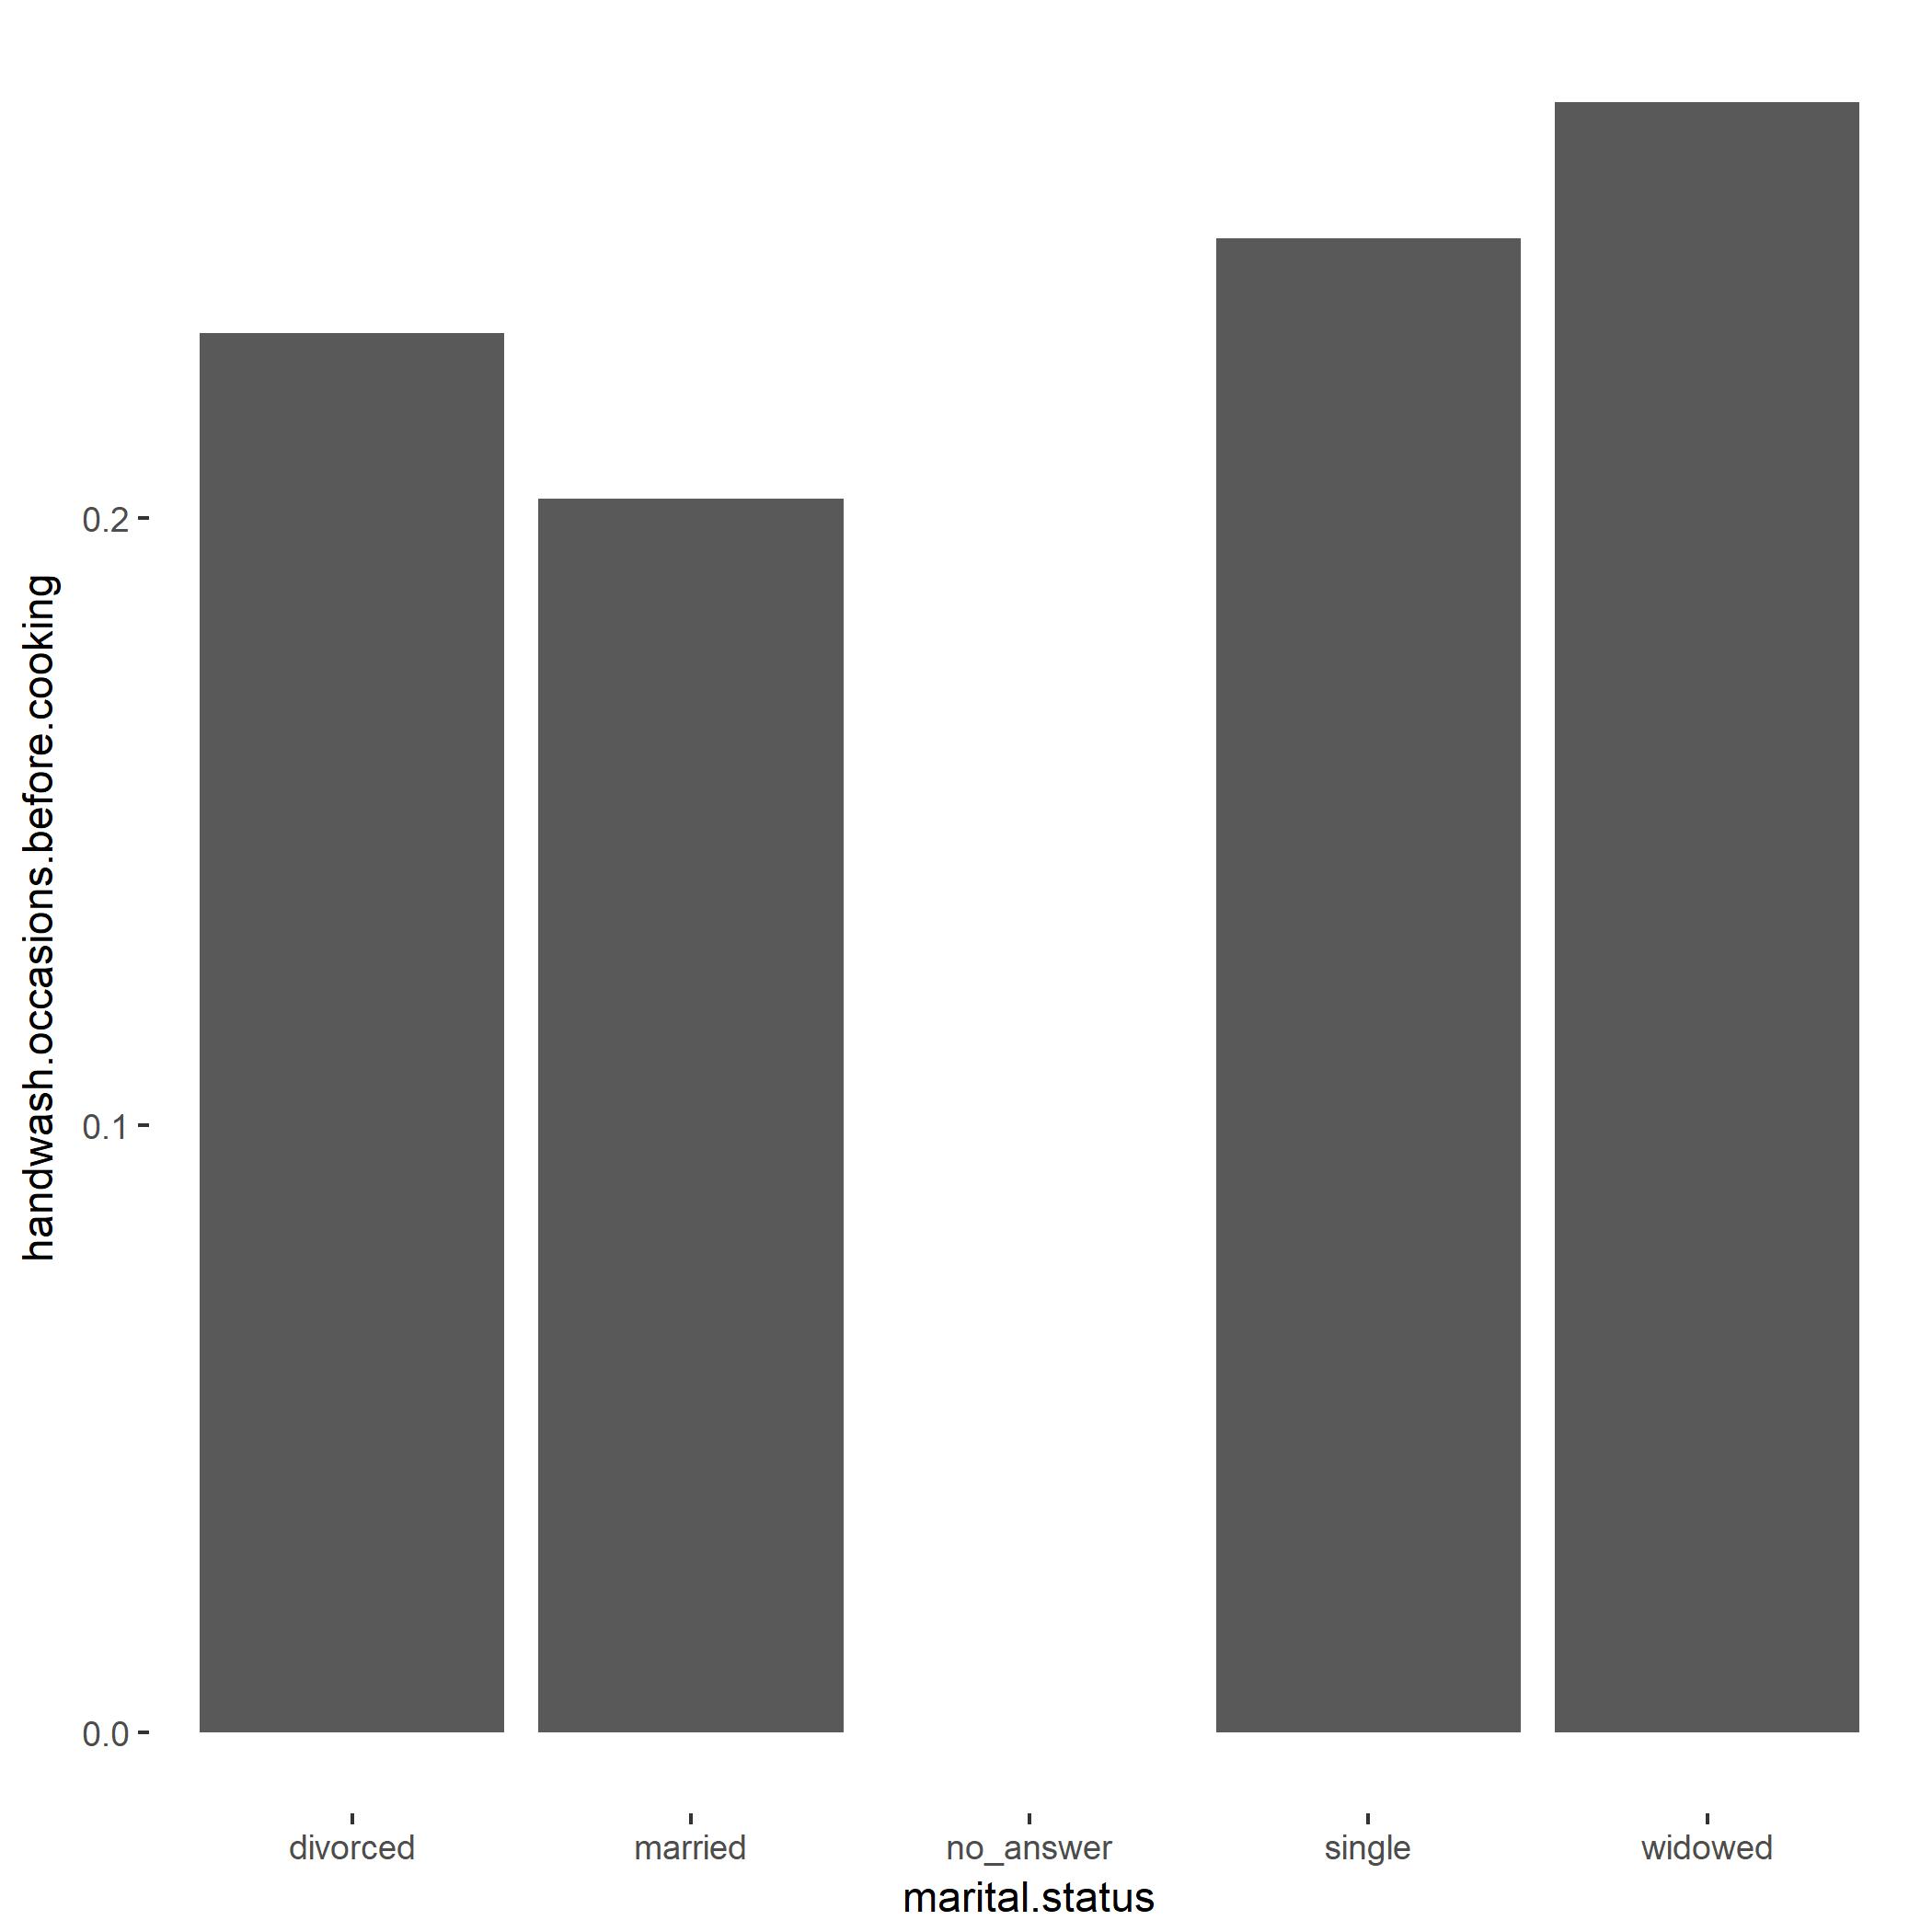 handwash.occasions.before.cooking
0.2
0.1
0.0
divorced married no_answer single widowed
marital.status